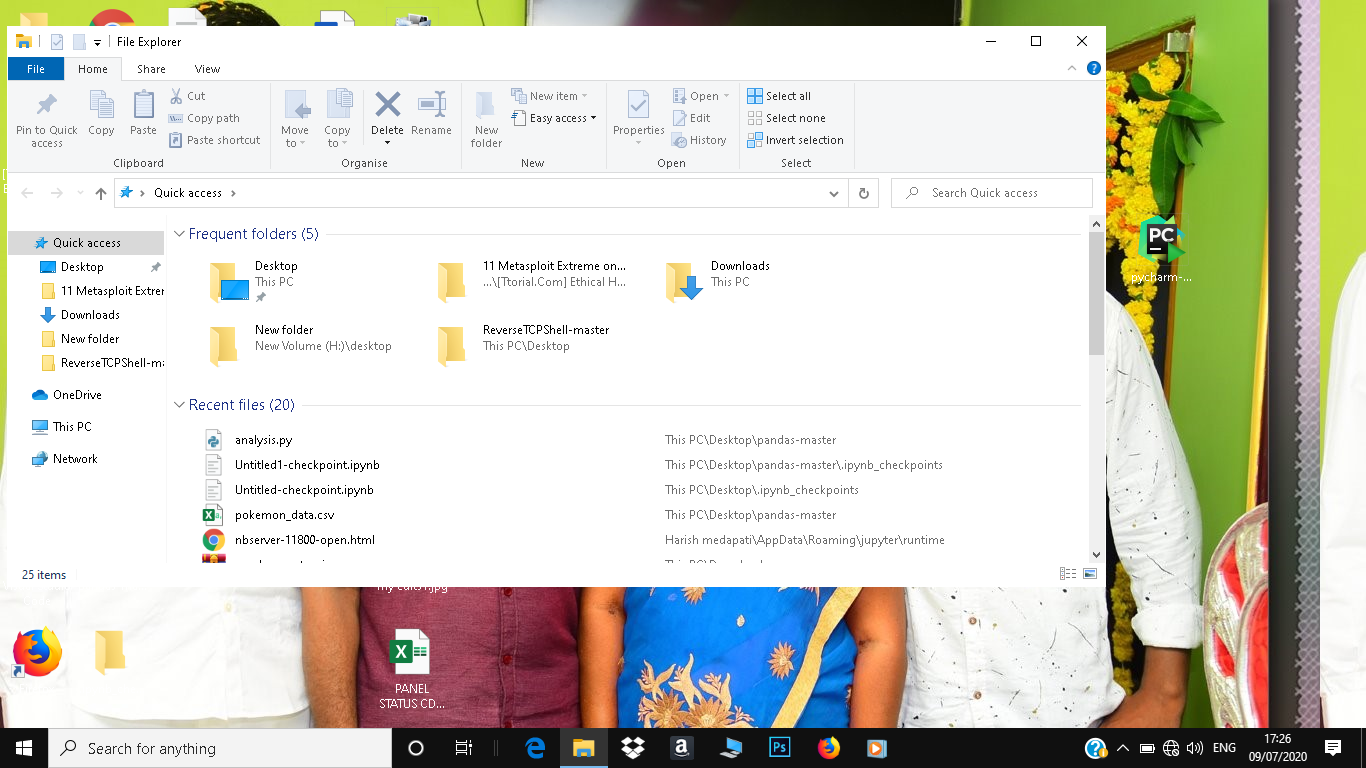 File Explorer
File Home Share View
Pin to Quick access
Copy
Paste
Cut
Copy path
Paste shortcut
Clipboard
Move to
Copy to
Delete
Rename
Organise
New folder
New item
Easy access
New
Properties
Open
Edit
History
Open
Select all
Select none
Invert selection
Select
Quick access
Search Quick access
Quick access
Desktop
11 Metasploit Extrem
Downloads
New folder
ReverseTCPShell-ma
OneDrive
This PC
Network
Frequent folders (5)
Desktop
This PC
11 Metasploit Extreme on...
...\[Ttorial.Com] Ethical H...
Downloads
This PC
New folder
New Volume (H:)\desktop
ReverseTCPShell-master
This PC\Desktop
Recent files (20)
analysis.py This PC\Desktop\pandas-master
Untitled1-checkpoint.ipynb This PC\Desktop\pandas-master\.ipynb_checkpoints
Untitled-checkpoint.ipynb This PC\Desktop\.ipynb_checkpoints
pokemon_data.csv This PC\Desktop\pandas-master
nbserver-11800-open.html Harish medapati\AppData\Roaming\jupyter\runtime
25 items
PC
pycharm-...
PANEL
STATUS CD...
Search for anything
Ps
ENG
17:26
09/07/2020